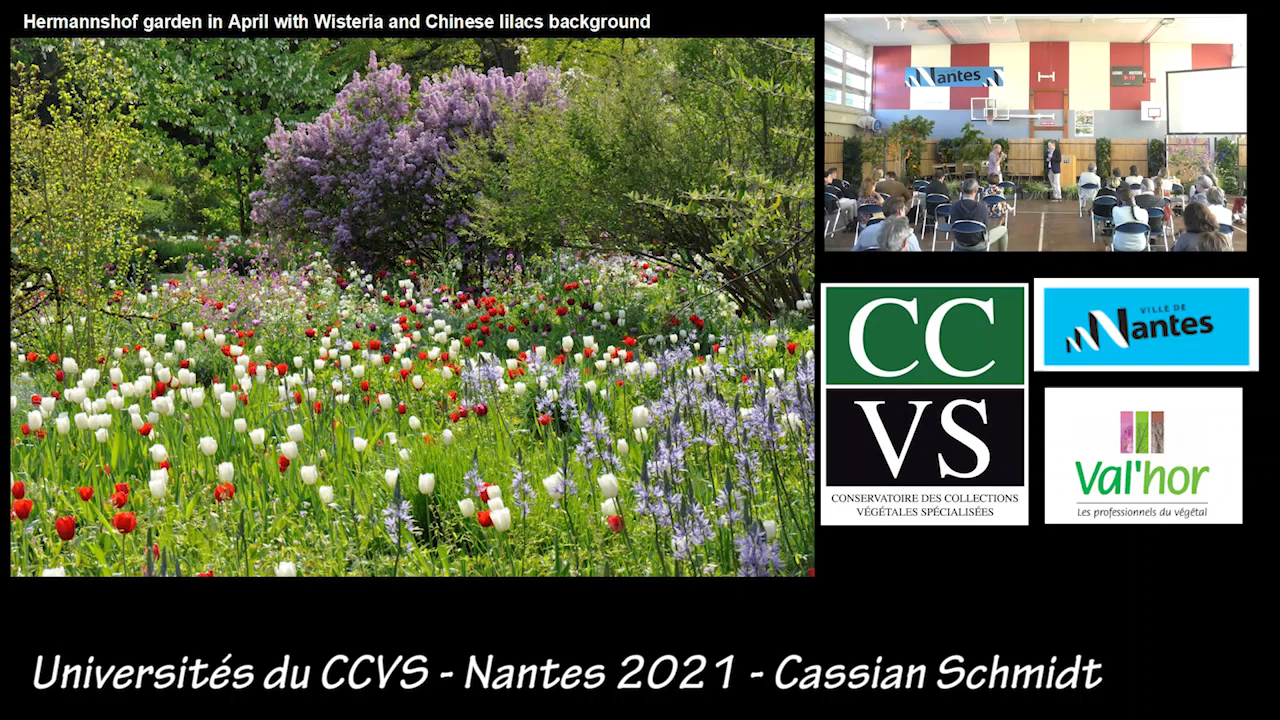 Hermannshof garden in April with Wisteria and Chinese lilacs background
Nantes
CC
VS
CONSERVATOIRE DES COLLECTIONS
VÉGÉTALES SPÉCIALISÉES
VILLE DE
Nantes
Val'hor
Les professionnels du végétal
Universités du CCVS - Nantes 2021 - Cassian Schmidt